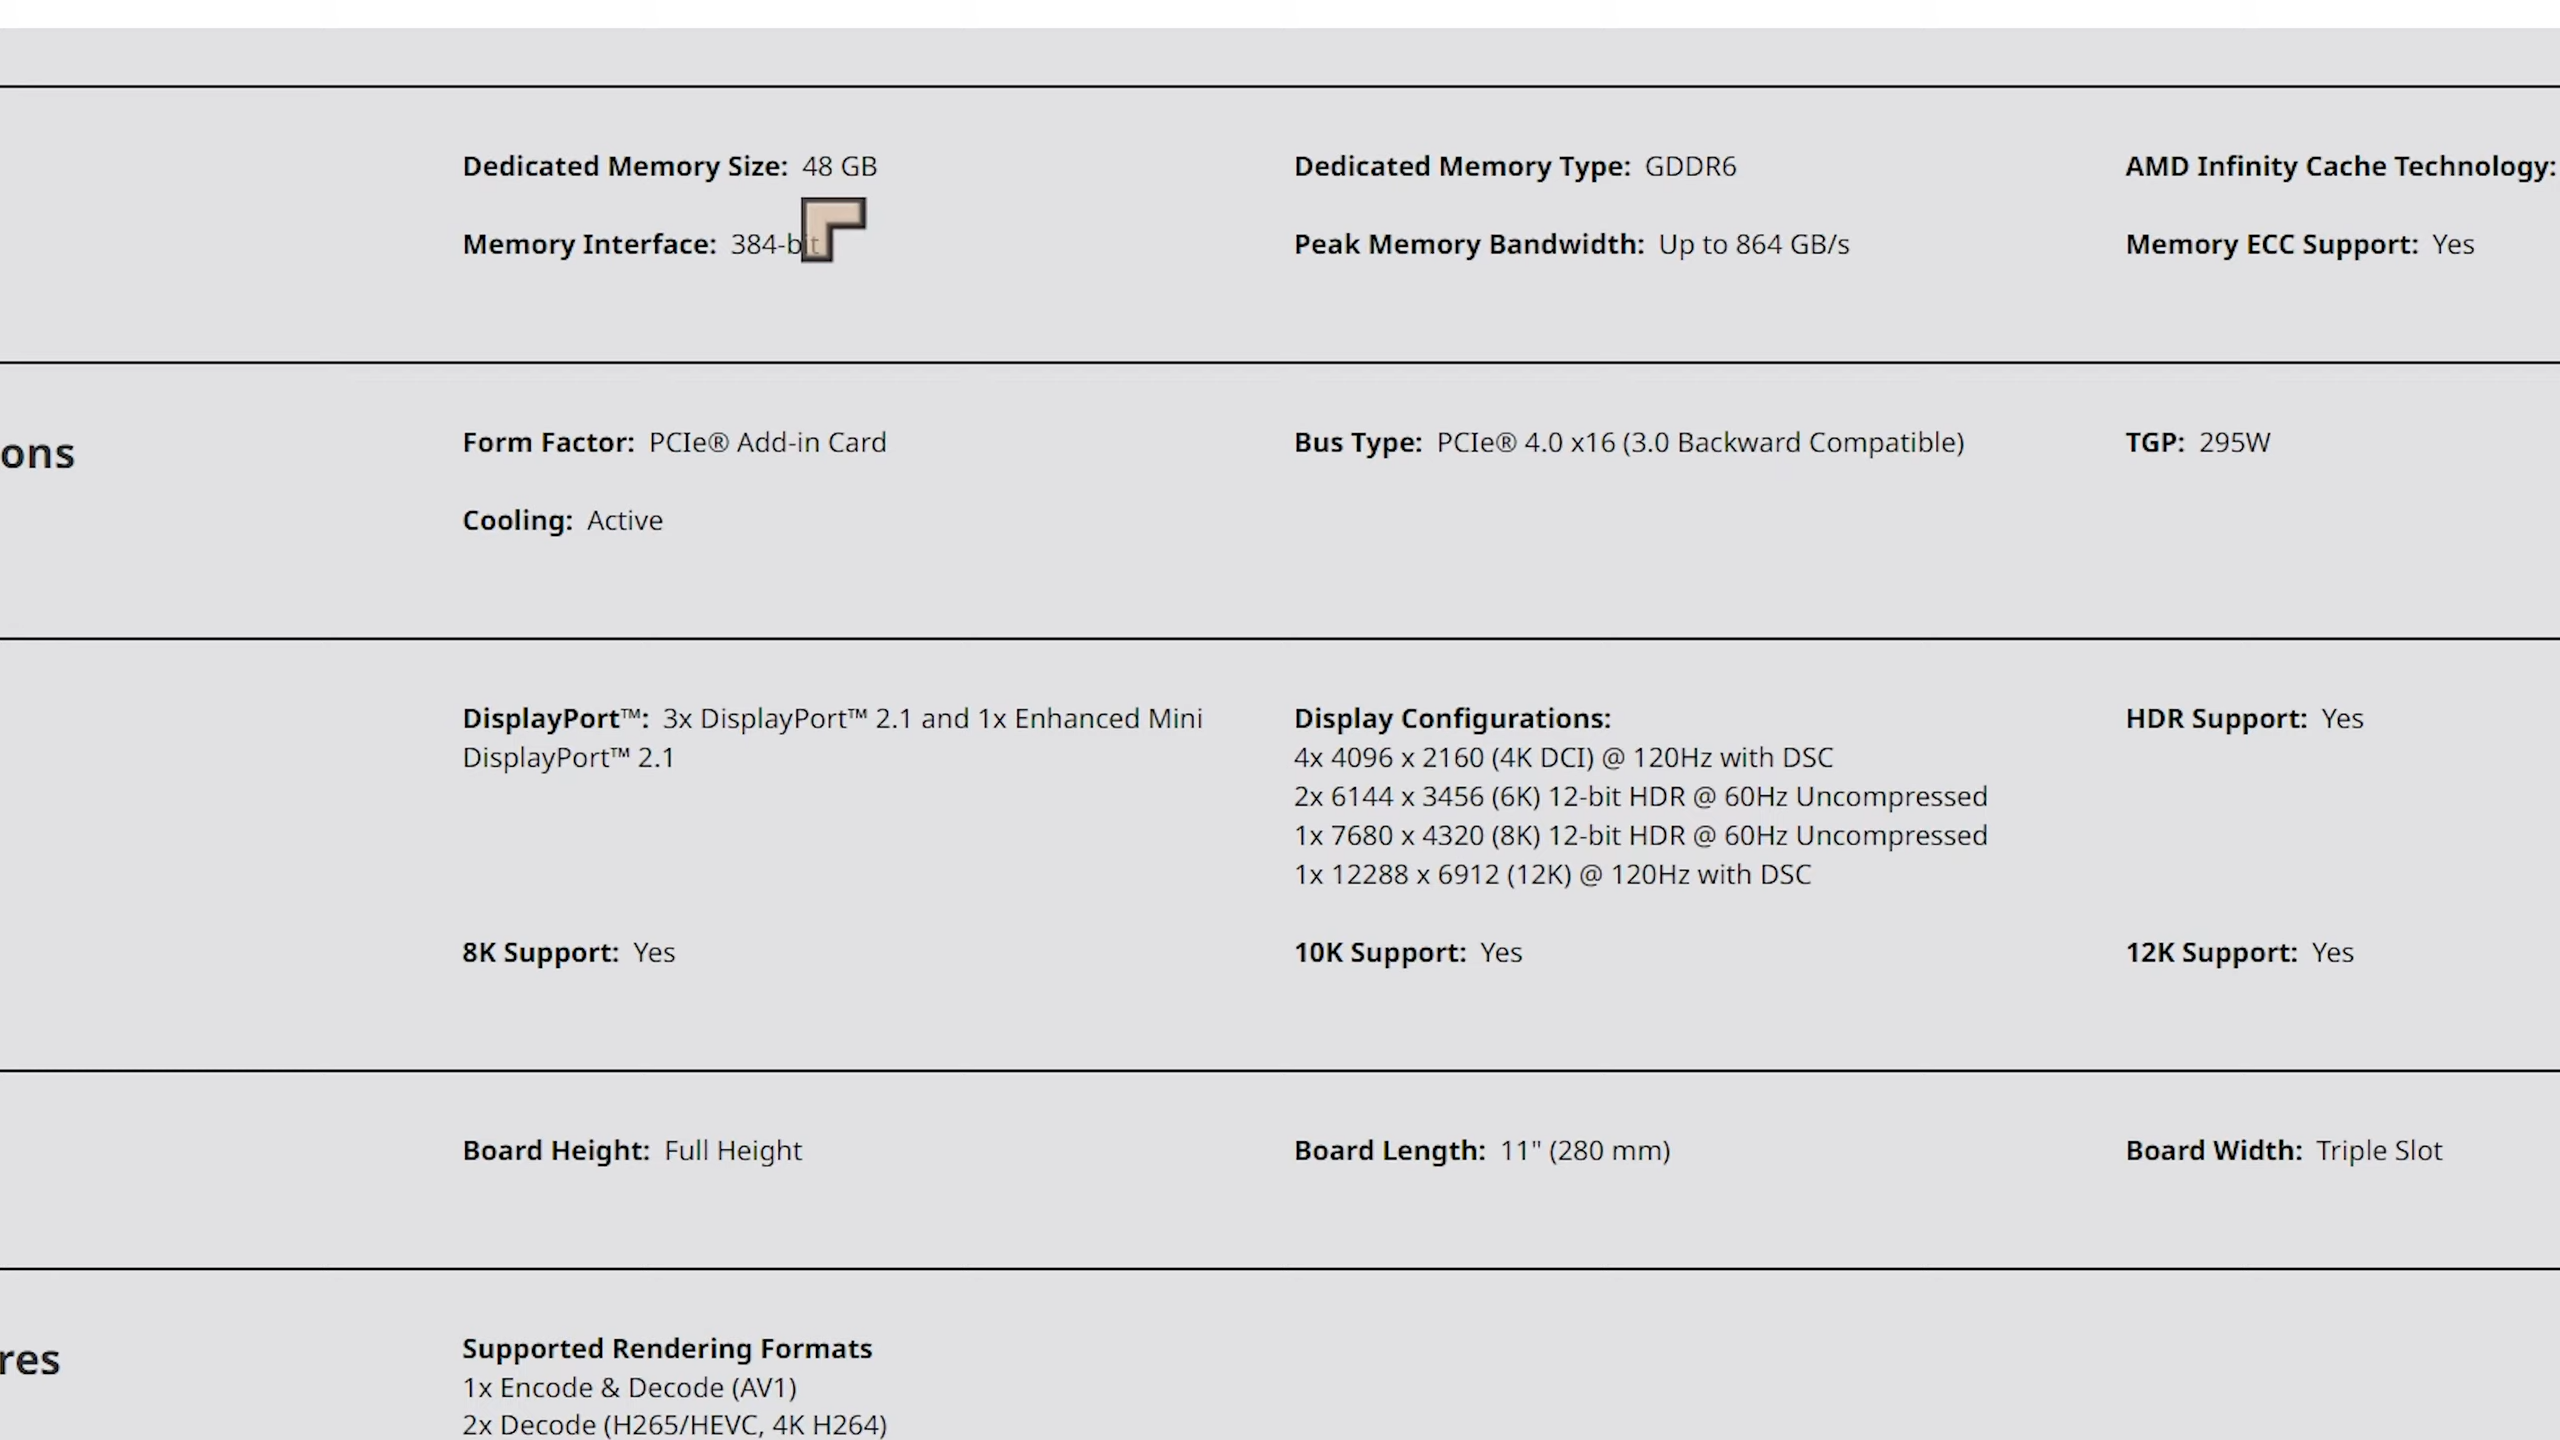 Dedicated Memory Size: 48 GB
Dedicated Memory Type: GDDR6
AMD Infinity Cache Technology:
Memory Interface: 384-bit
Peak Memory Bandwidth: Up to 864 GB/s
Memory ECC Support: Yes
ons
Form Factor: PCIe® Add-in Card
Bus Type: PCIe® 4.0 x16 (3.0 Backward Compatible)
TGP: 295W
Cooling: Active
DisplayPort™: 3x DisplayPort™ 2.1 and 1x Enhanced Mini
DisplayPort™ 2.1
Display Configurations:
4x 4096 x 2160 (4K DCI) @ 120Hz with DSC
2x 6144 x 3456 (6K) 12-bit HDR @ 60Hz Uncompressed
1x 7680 x 4320 (8K) 12-bit HDR @ 60Hz Uncompressed
1x 12288 x 6912 (12K) @ 120Hz with DSC
HDR Support: Yes
8K Support: Yes
10K Support: Yes
12K Support: Yes
Board Height: Full Height
Board Length: 11" (280 mm)
Board Width: Triple Slot
res
Supported Rendering Formats
1x Encode & Decode (AV1)
2x Decode (H265/HEVC, 4K H264)